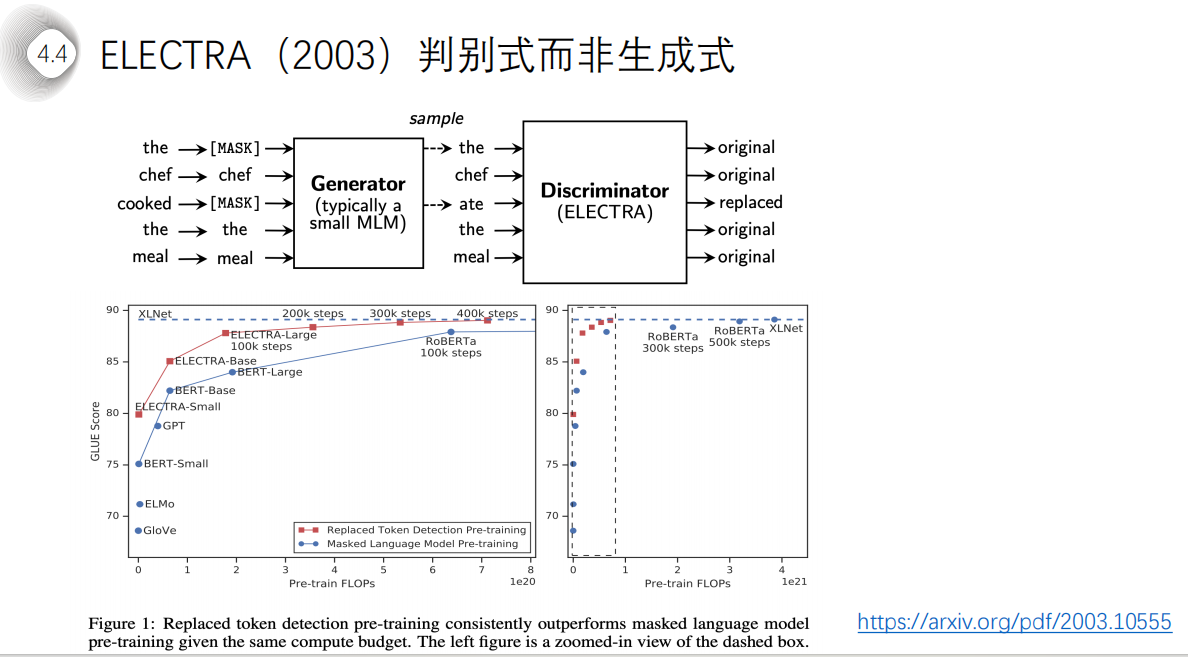 4.4
ELECTRA（2003）判别式而非生成式
sample
the [MASK] the original
chef chef chef original
cooked [MASK] ate replaced
the the the original
meal meal meal original
Generator
(typically a
small MLM)
Discriminator
(ELECTRA)
GLUE Score
90
85
80
75
70
XLNet
200k steps
300k steps
400k steps
ELECTRA-Large
100k steps
RoBERTa
100k steps
ELECTRA-Base
BERT-Large
BERT-Base
ELECTRA-Small
GPT
BERT-Small
ELMo
GloVe
Replaced Token Detection Pre-training
Masked Language Model Pre-training
0 1 2 3 4 5 6 7 8
Pre-train FLOPs
1e20
90
85
80
75
70
RoBERTa
300k steps
RoBERTa
500k steps
XLNet
0 1 2 3 4
Pre-train FLOPs
1e21
Figure 1: Replaced token detection pre-training consistently outperforms masked language model
pre-training given the same compute budget. The left figure is a zoomed-in view of the dashed box.
https://arxiv.org/pdf/2003.10555